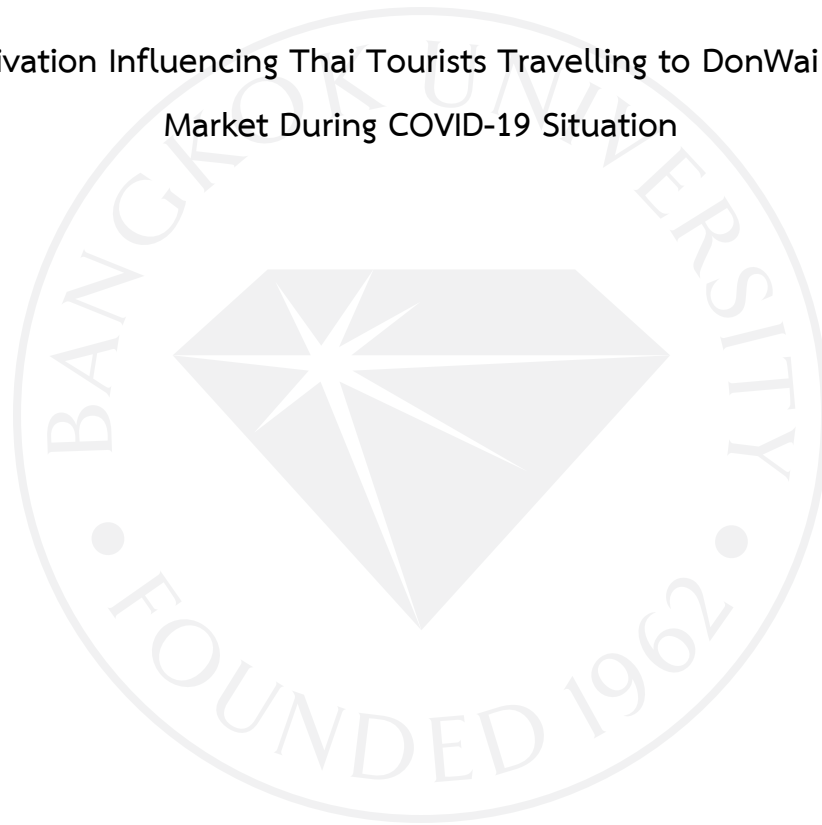 ivation Influencing Thai Tourists Travelling to DonWai
Market During COVID-19 Situation
BANGKOK UNIVERSITY
• FOUNDED 1962 •